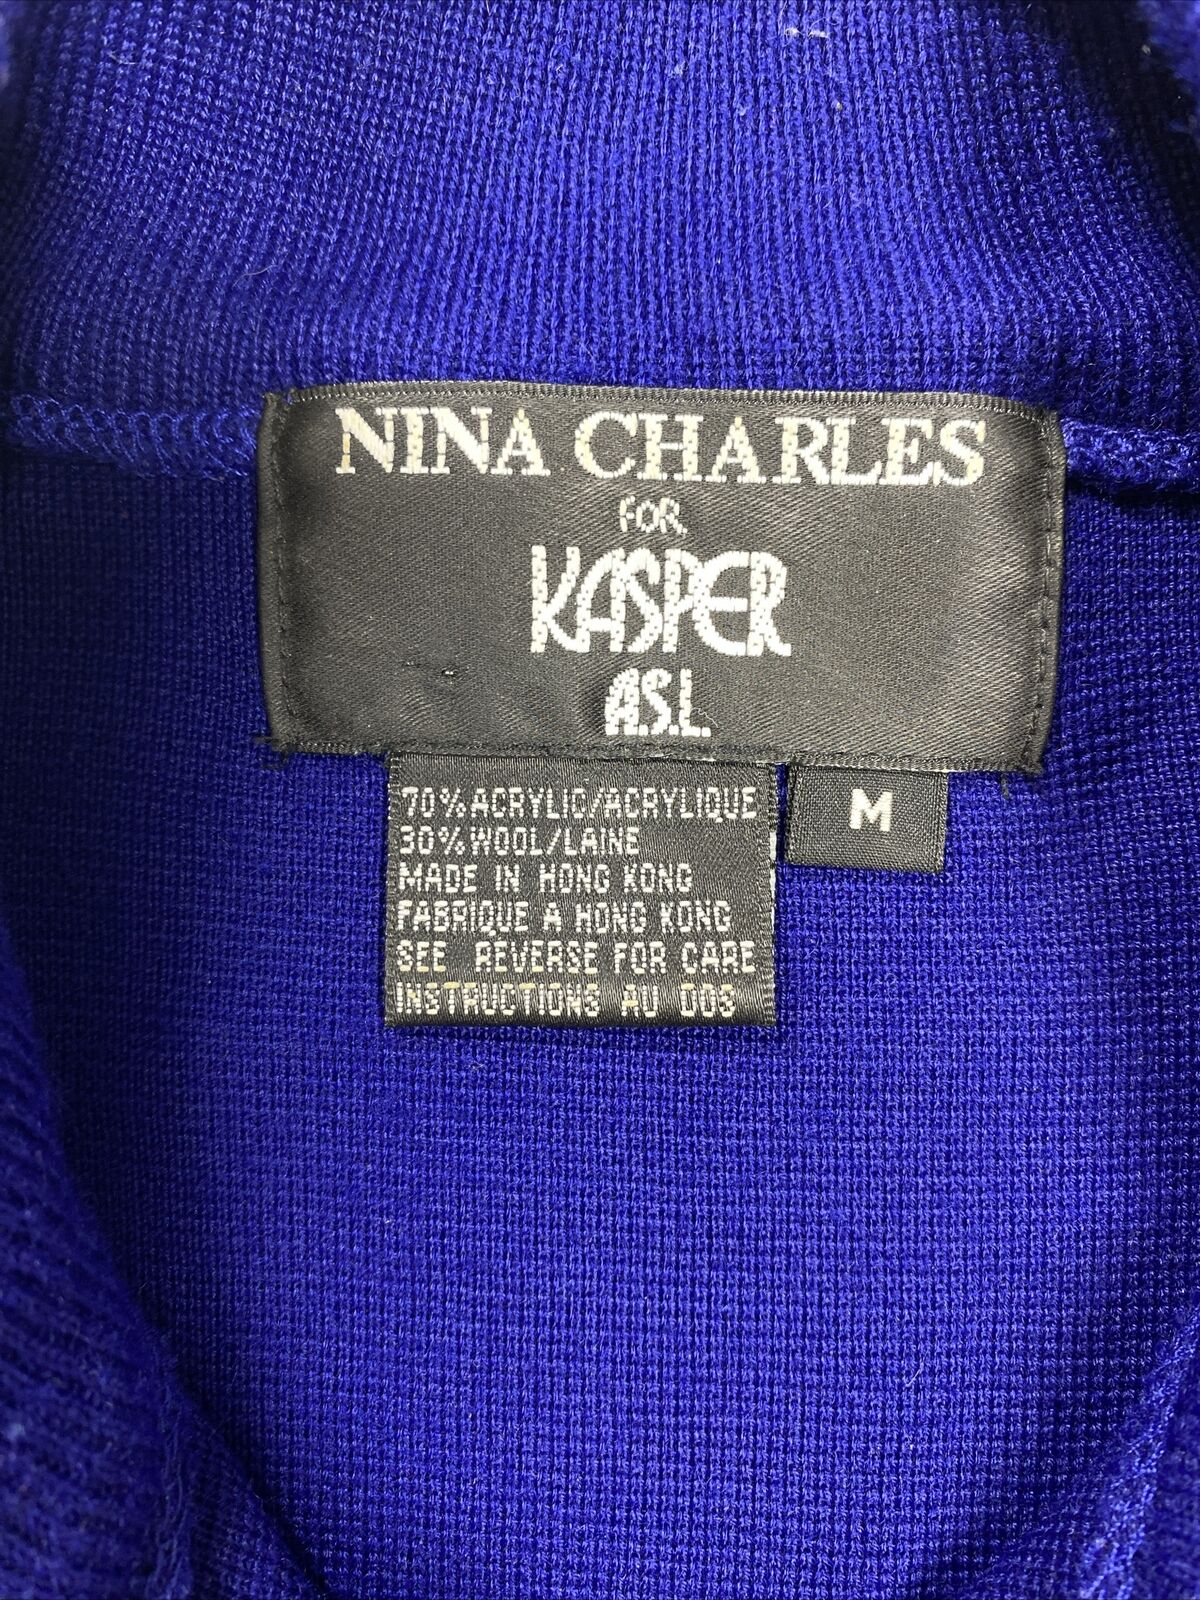 NINA CHARLES
FOR
KASPER
A.S.L.
70%ACRYLIC/ACRYLIQUE
30%WOOL/LAINE
MADE IN HONG KONG
FABRIQUE A HONG KONG
SEE REVERSE FOR CARE
INSTRUCTIONS AU DOS
M